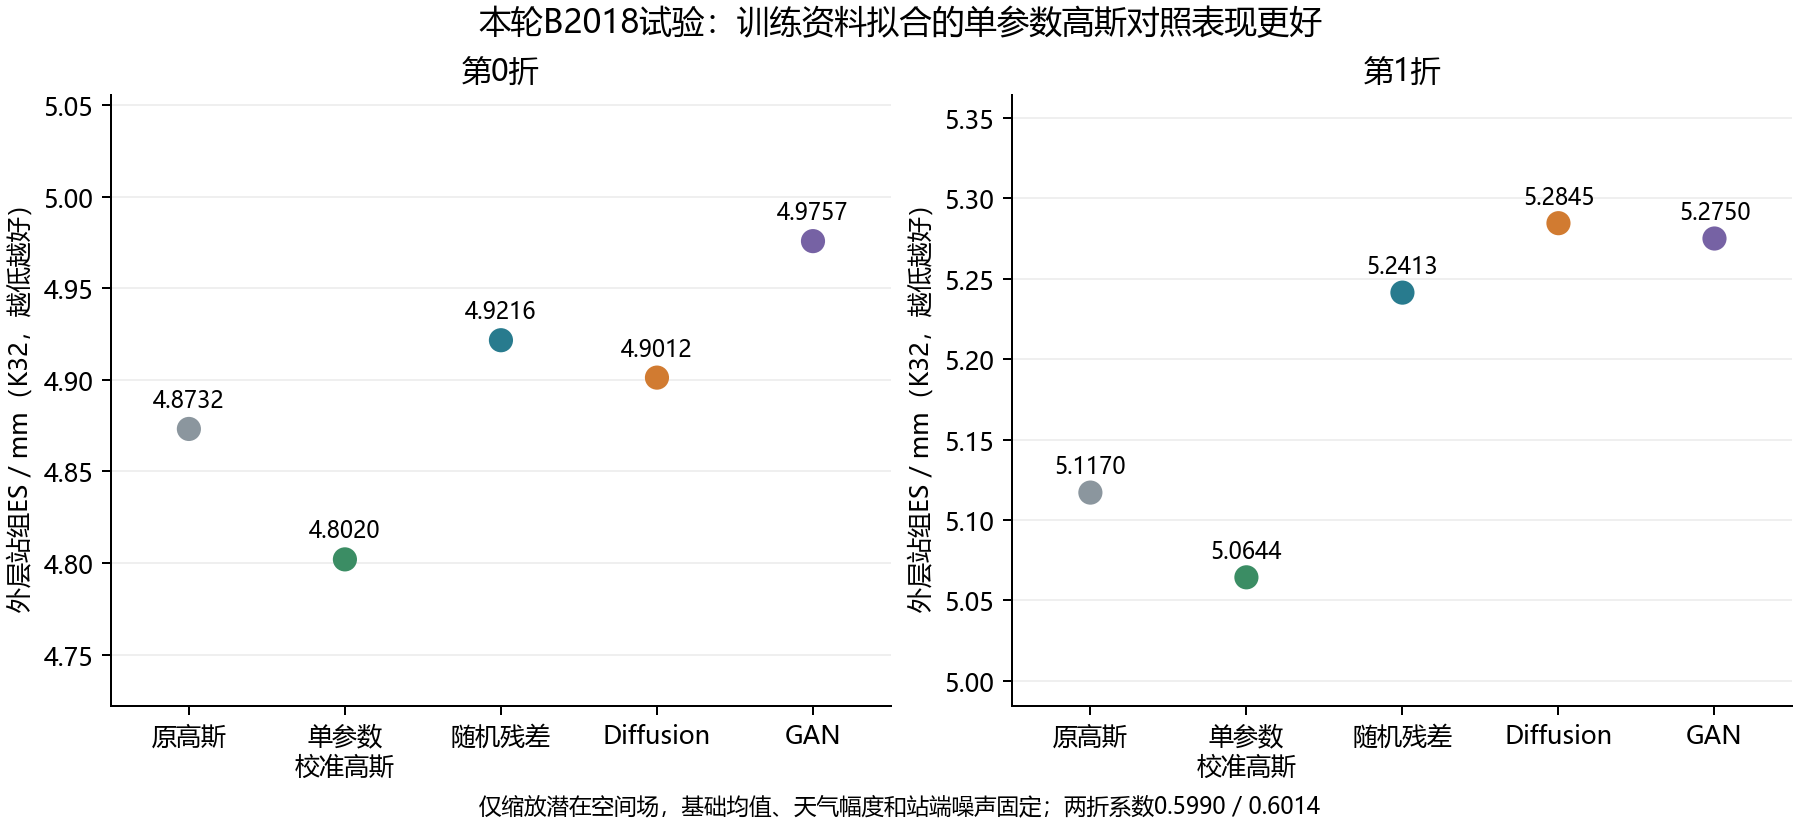 本轮B2018试验：训练资料拟合的单参数高斯对照表现更好
第0折
外层站组ES / mm（K32，越低越好）
5.05
5.00
4.95
4.90
4.85
4.80
4.75
4.8732
4.8020
4.9216
4.9012
4.9757
原高斯
单参数
校准高斯
随机残差
Diffusion
GAN
第1折
外层站组ES / mm（K32，越低越好）
5.35
5.30
5.25
5.20
5.15
5.10
5.05
5.00
5.1170
5.0644
5.2413
5.2845
5.2750
原高斯
单参数
校准高斯
随机残差
Diffusion
GAN
仅缩放潜在空间场，基础均值、天气幅度和站端噪声固定；两折系数0.5990 / 0.6014